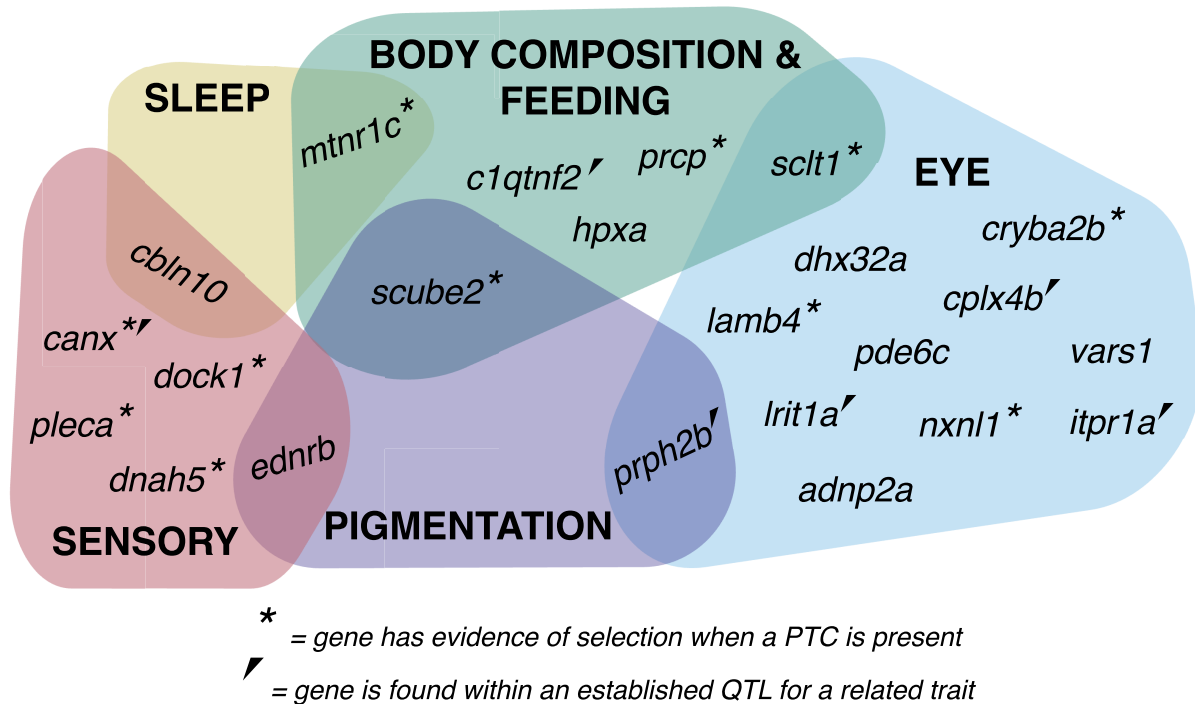 BODY COMPOSITION &
FEEDING
SLEEP
mtnr1c*
c1qtnf2′
prcp*
sclt1*
hpxa
EYE
cryba2b*
dhx32a
cplx4b′
lamb4*
pde6c
vars1
lrit1a′
nxnl1*
itpr1a′
adnp2a
cbln10
scube2*
canx*′
dock1*
pleca*
dnah5*
ednrb
prph2b′
SENSORY
PIGMENTATION
* = gene has evidence of selection when a PTC is present
′ = gene is found within an established QTL for a related trait